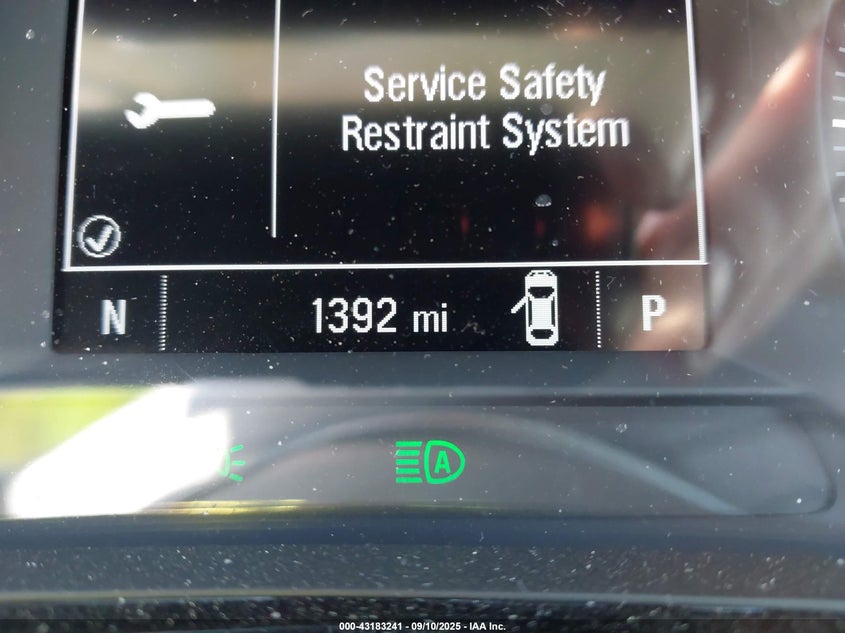 Service Safety
Restraint System
N
1392 mi
P
A
000-43183241 - 09/10/2025 - IAA Inc.